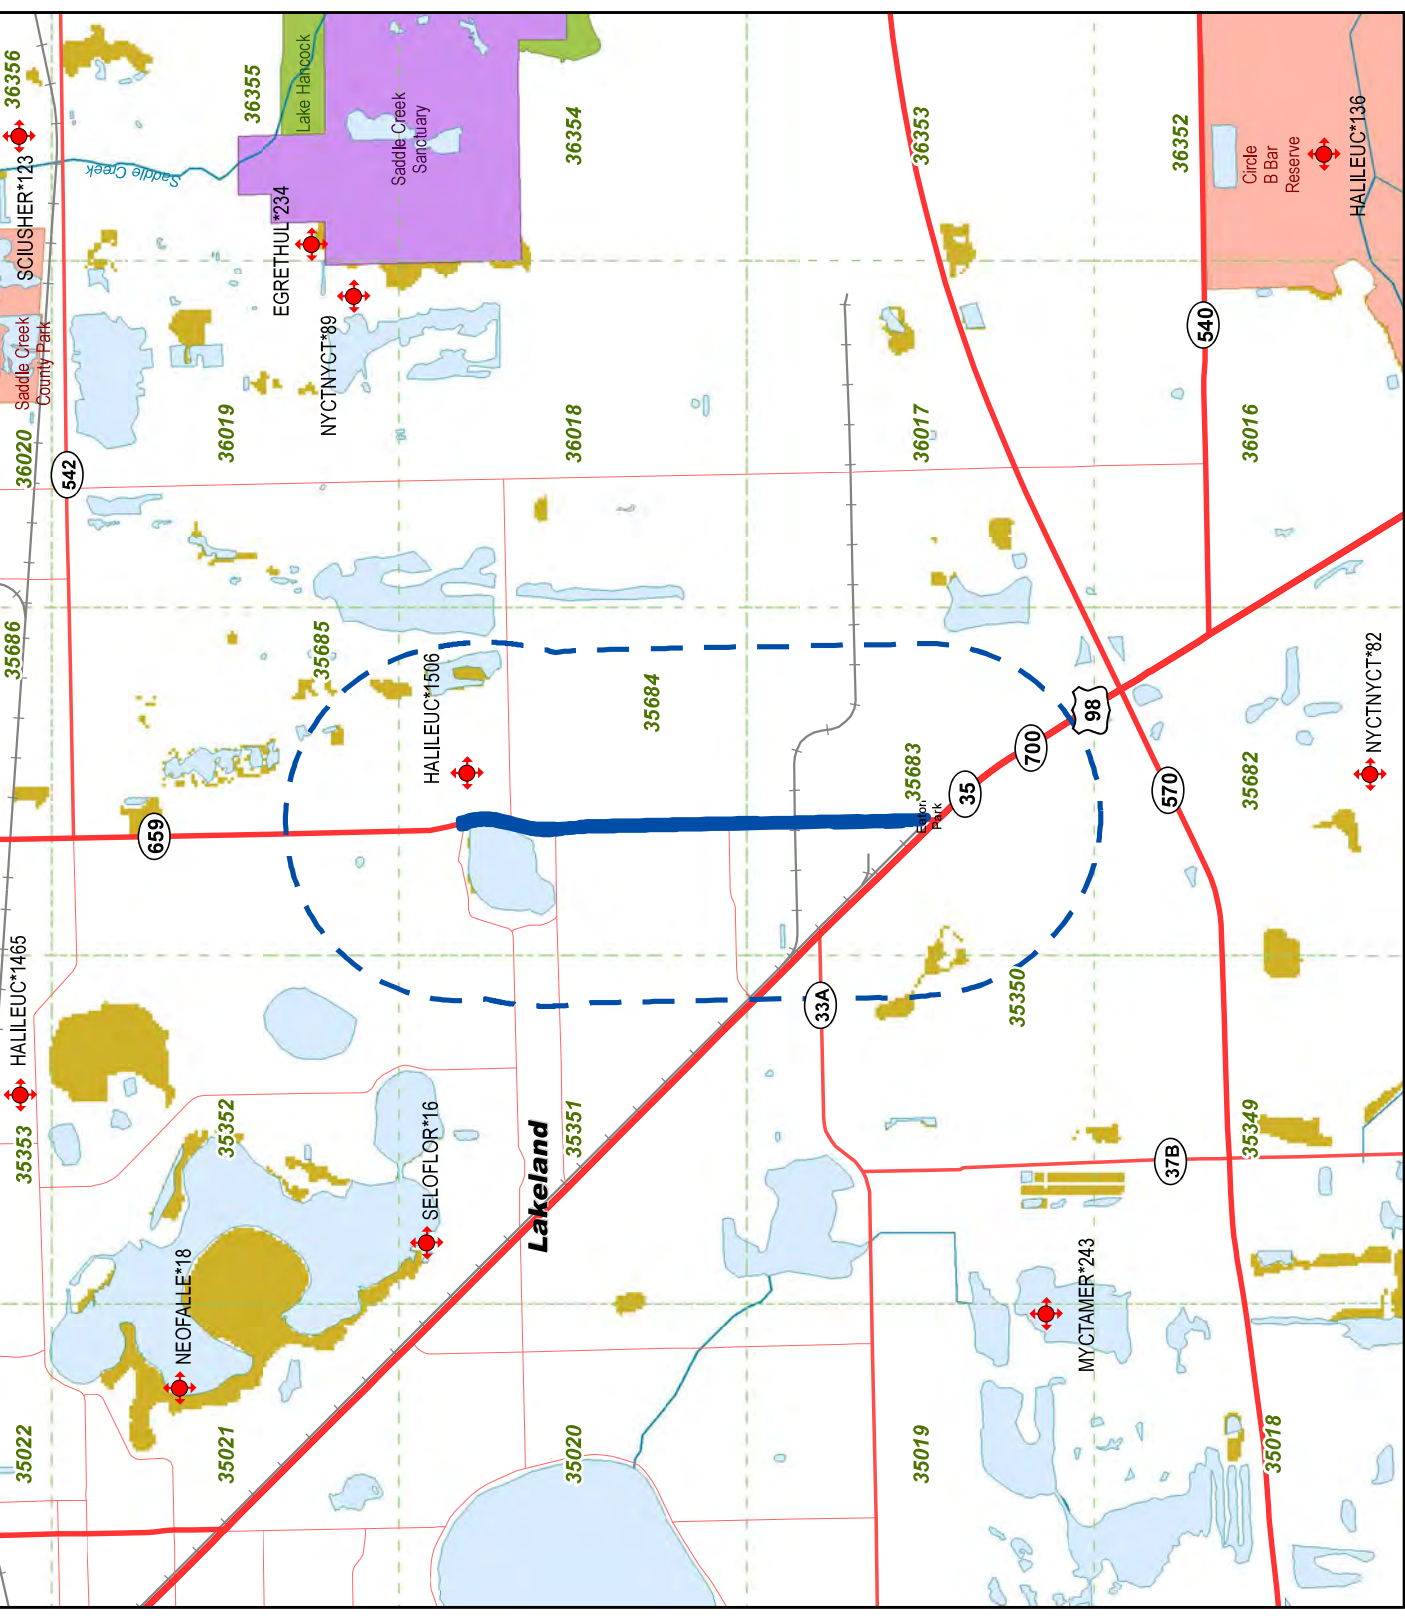 36356
SCIUSHER*123
Saddle Creek
County Park
36020
542
35686
659
HALILEUC*1465
35353
35022
Saddle Creek
36355
Lake Hancock
Saddle Creek
Sanctuary
EGRETHUL*234
NYCTNYCT*89
36019
35685
HALILEUC*1506
35352
SELOFLOR*16
NEOFALLE*18
35021
36354
36018
35684
35351
Lakeland
35020
36353
36017
35683
Eaton
Park
35
700
98
33A
35350
35019
MYCTAMER*243
36352
Circle
B Bar
Reserve
HALILEUC*136
540
36016
NYCTNYCT*82
35682
570
35349
37B
35018